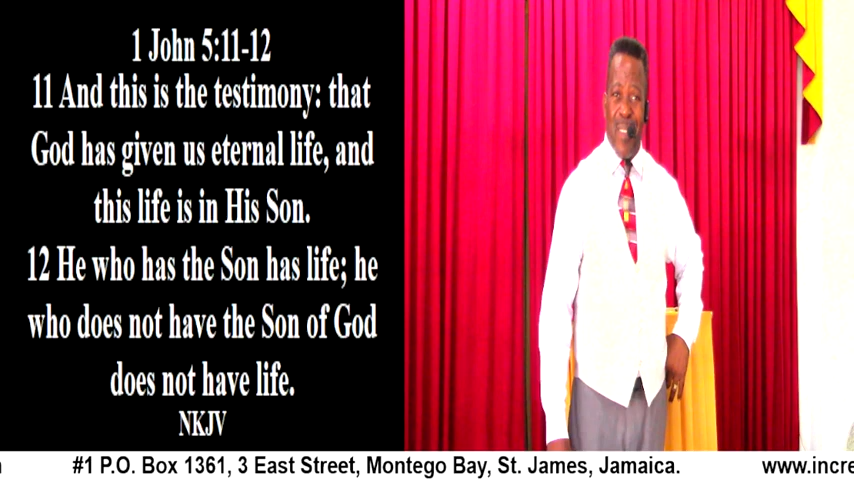 1 John 5:11-12
11 And this is the testimony: that
God has given us eternal life, and
this life is in His Son.
12 He who has the Son has life; he
who does not have the Son of God
does not have life.
NKJV
#1 P.O. Box 1361, 3 East Street, Montego Bay, St. James, Jamaica. www.incre